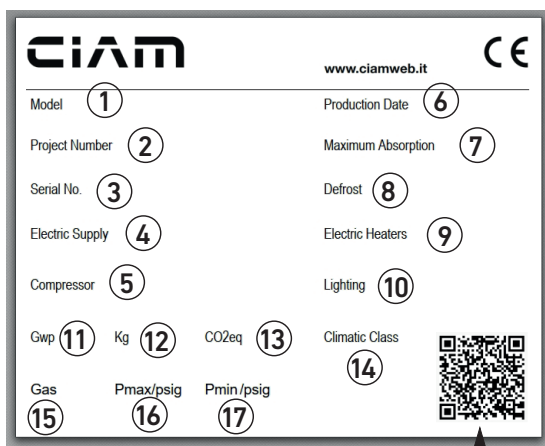 CiAM
www.ciamweb.it
CE
Model 1
Production Date 6
Project Number 2
Maximum Absorption 7
Serial No. 3
Defrost 8
Electric Supply 4
Electric Heaters 9
Compressor 5
Lighting 10
Gwp 11 Kg 12 CO2eq 13
Climatic Class 14
Gas 15 Pmax/psig 16 Pmin/psig 17